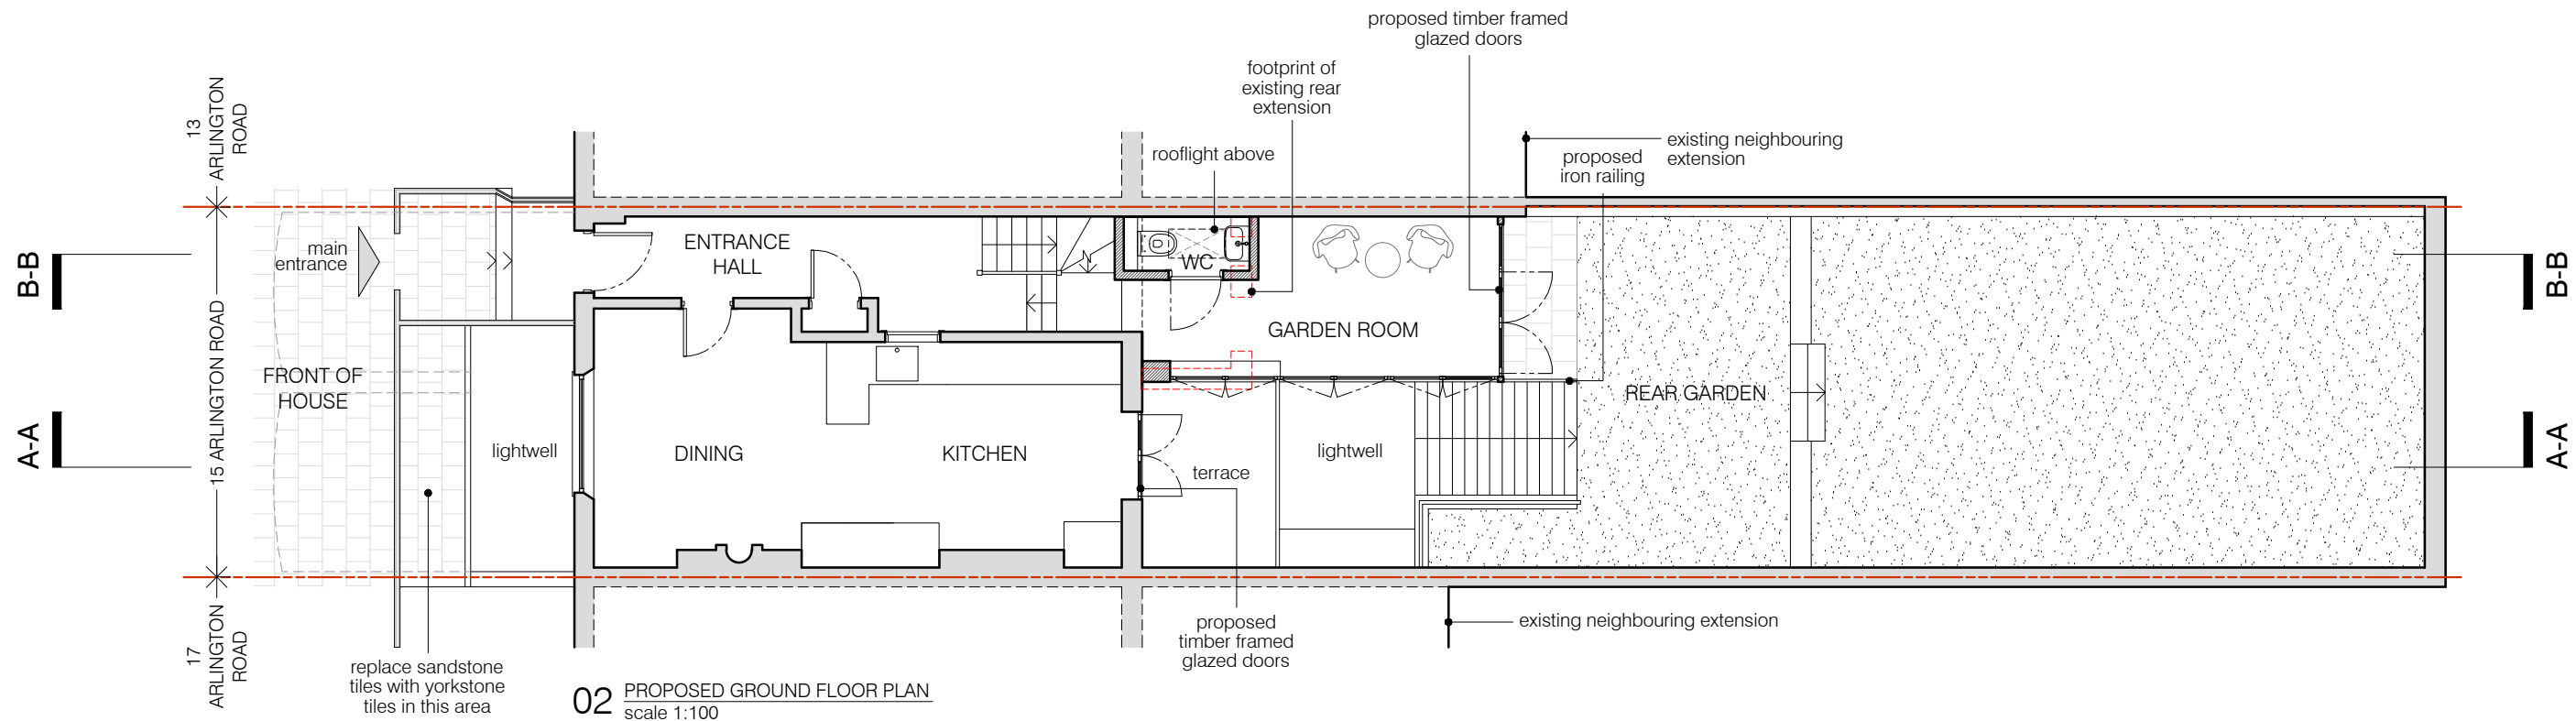 proposed timber framed
glazed doors
footprint of
existing rear
extension
rooflight above
existing neighbouring
extension
proposed
iron railing
13
ARLINGTON
ROAD
B-B
main
entrance
ENTRANCE
HALL
WC
GARDEN ROOM
B-B
15 ARLINGTON ROAD
FRONT OF
HOUSE
REAR GARDEN
A-A
lightwell
DINING
KITCHEN
terrace
lightwell
A-A
17
ARLINGTON
ROAD
replace sandstone
tiles with yorkstone
tiles in this area
proposed
timber framed
glazed doors
existing neighbouring extension
02 PROPOSED GROUND FLOOR PLAN
scale 1:100